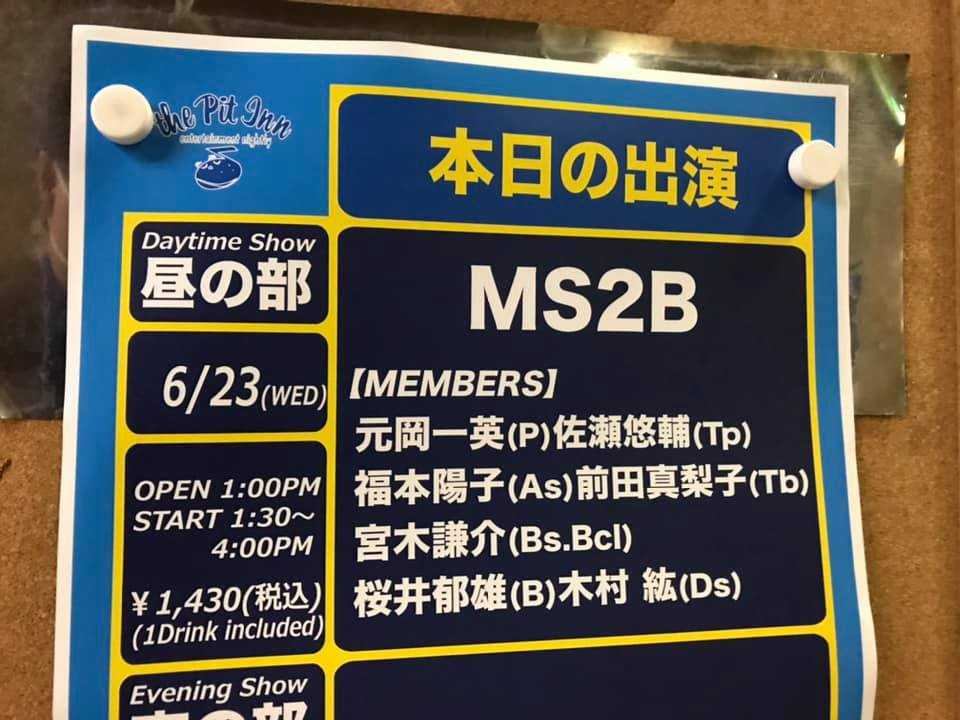 the Pit Inn
entertainment nightly
本日の出演
Daytime Show
昼の部
6/23(WED)
OPEN 1:00PM
START 1:30～
4:00PM
¥1,430(税込)
(1Drink included)
MS2B
【MEMBERS】
元岡一英(P)佐瀬悠輔(Tp)
福本陽子(As)前田真梨子(Tb)
宮木謙介(Bs.Bcl)
桜井郁雄(B)木村 紘(Ds)
Evening Show